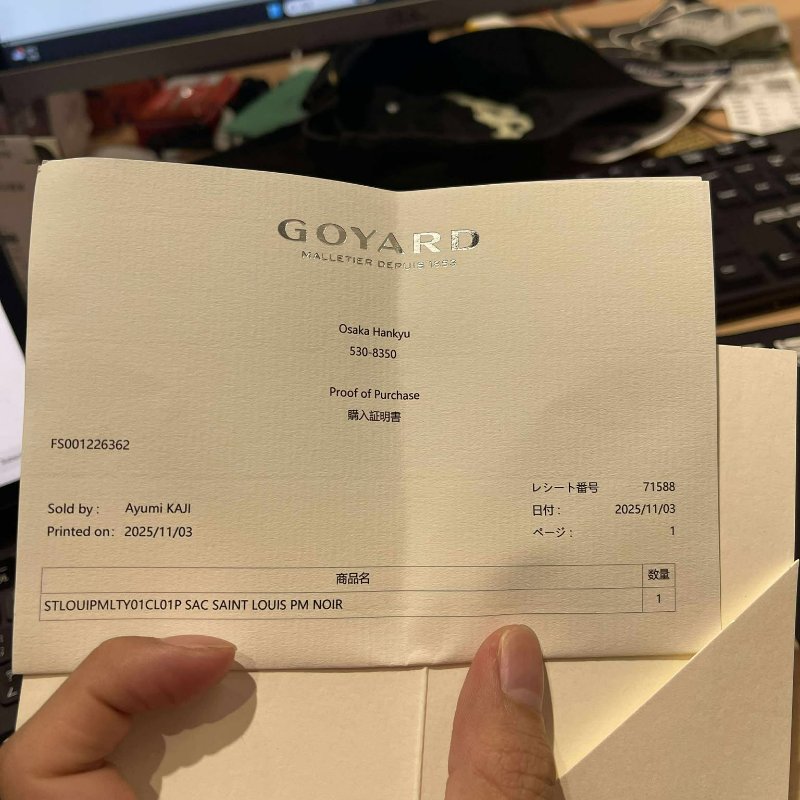 GOYARD
MALLETIER DEPUIS 1853
Osaka Hankyu
530-8350
Proof of Purchase
購入証明書
FS001226362
レシート番号 71588
Sold by : Ayumi KAJI
日付 : 2025/11/03
Printed on: 2025/11/03
ページ : 1
商品名 数量
STLOUIPMLTY01CL01P SAC SAINT LOUIS PM NOIR 1